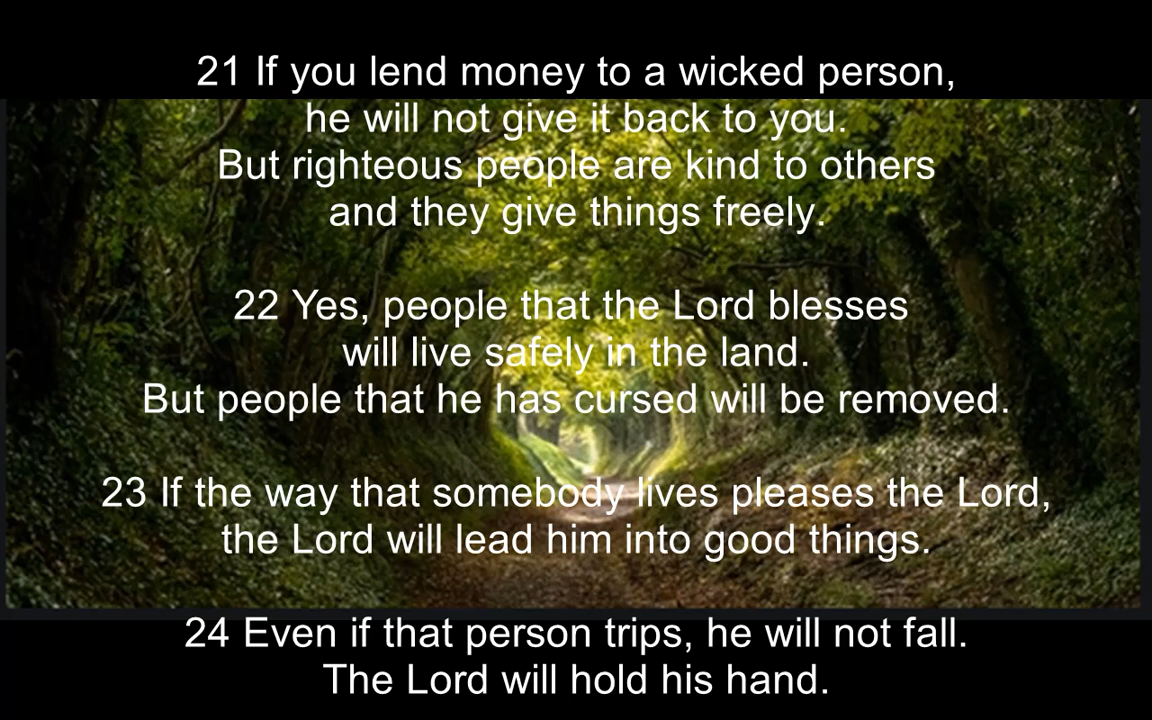 21 If you lend money to a wicked person,
he will not give it back to you.
But righteous people are kind to others
and they give things freely.
22 Yes, people that the Lord blesses
will live safely in the land.
But people that he has cursed will be removed.
23 If the way that somebody lives pleases the Lord,
the Lord will lead him into good things.
24 Even if that person trips, he will not fall.
The Lord will hold his hand.